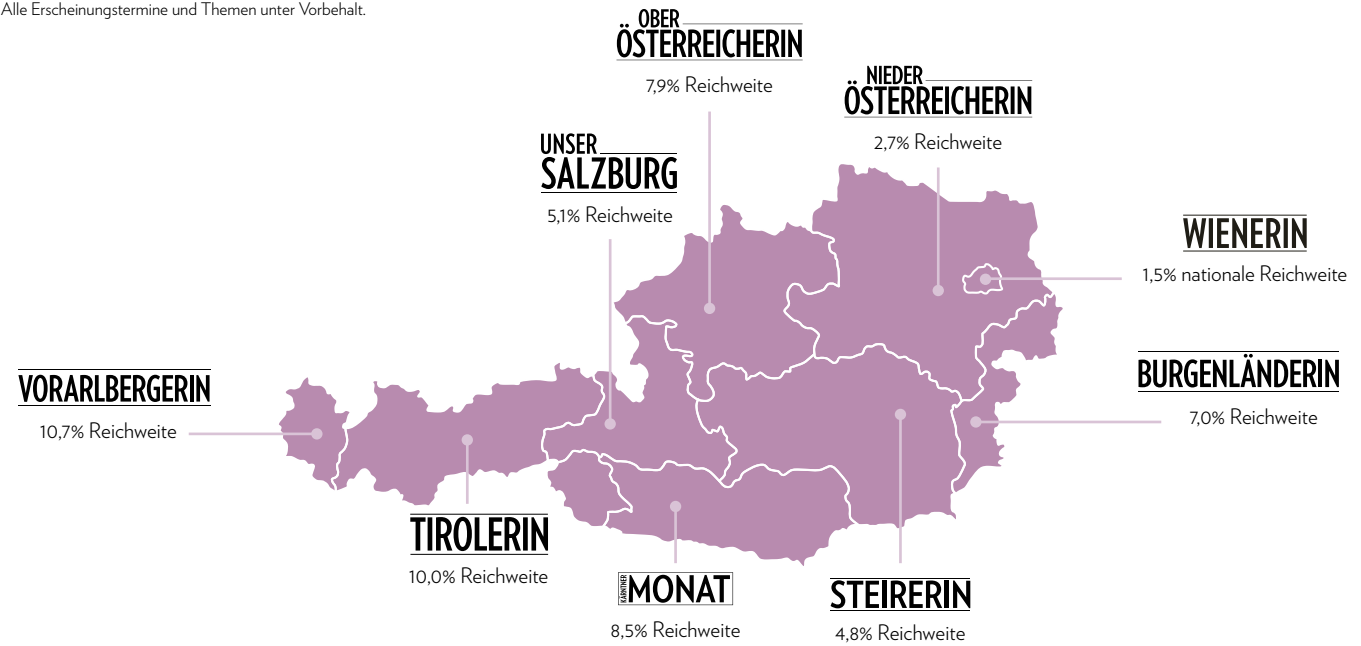 Alle Erscheinungstermine und Themen unter Vorbehalt.
OBER
ÖSTERREICHERIN
7,9% Reichweite
NIEDER
ÖSTERREICHERIN
2,7% Reichweite
UNSER
SALZBURG
5,1% Reichweite
WIENERIN
1,5% nationale Reichweite
VORARLBERGERIN
10,7% Reichweite
BURGENLÄNDERIN
7,0% Reichweite
TIROLERIN
10,0% Reichweite
KÄRNTNER
MONAT
8,5% Reichweite
STEIRERIN
4,8% Reichweite